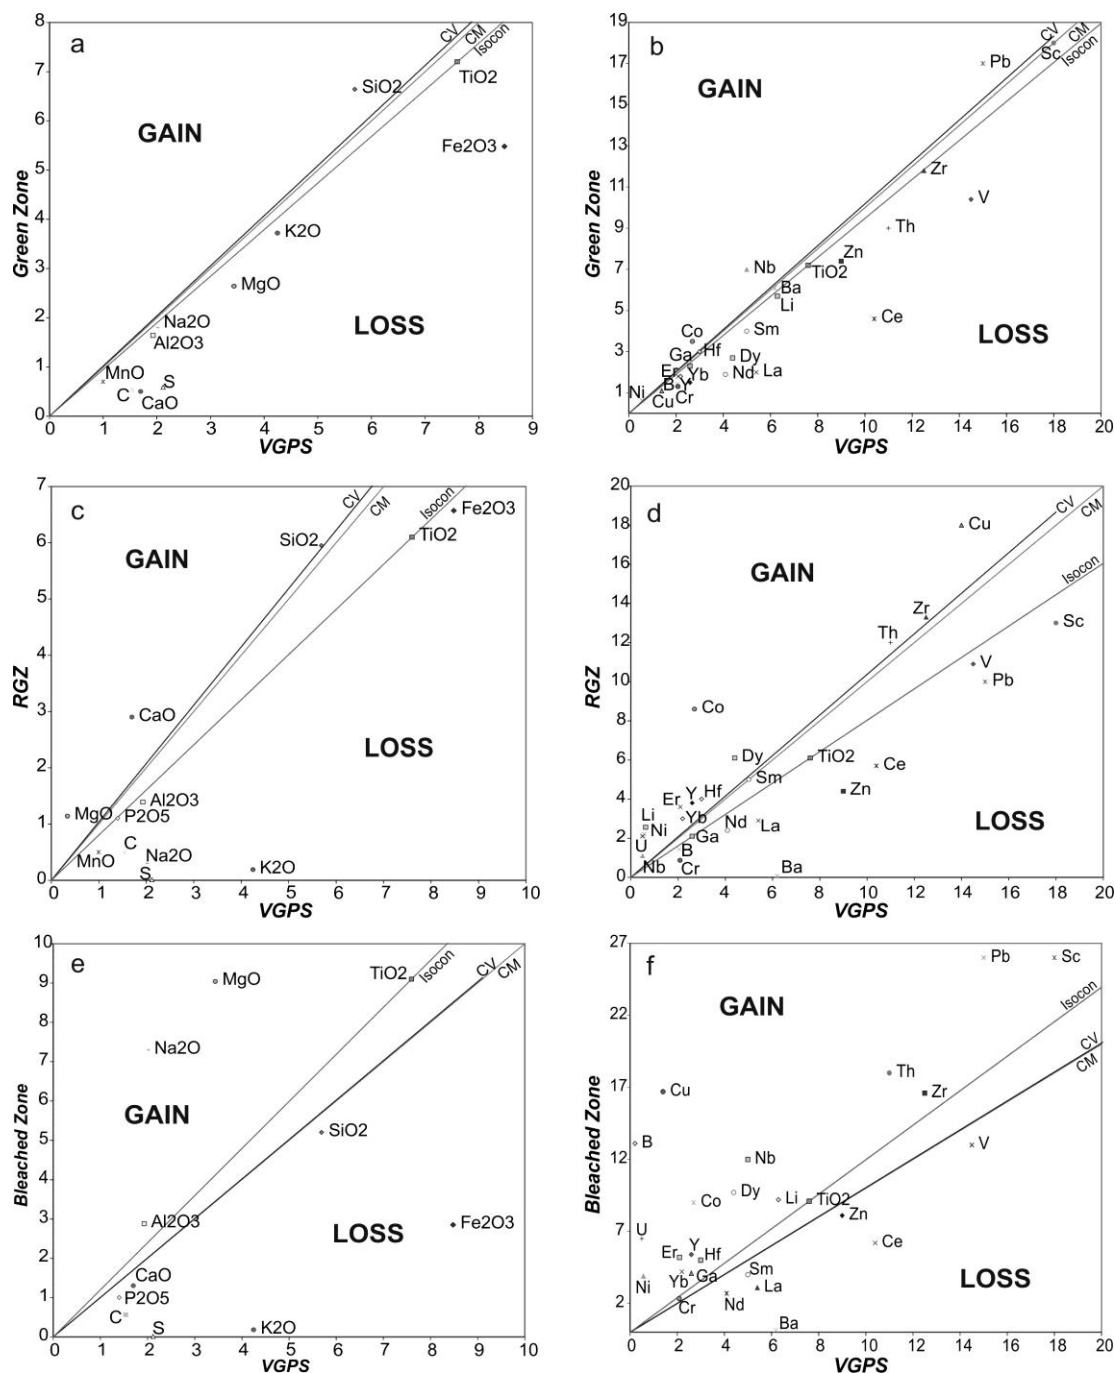 a
8
7
6
5
4
3
2
1
0
Green Zone
CV
CM
Isocon
SiO2
TiO2
GAIN
Fe2O3
K2O
MgO
LOSS
Na2O
Al2O3
MnO
S
C
CaO
1 2 3 4 5 6 7 8 9
VGPS
b
19
17
15
13
11
9
7
5
3
1
Green Zone
CV
CM
Sc
Isocon
Pb
GAIN
Zr
V
Th
Zn
Nb
TiO2
Ba
Li
Ce
LOSS
Co
Sm
Ga
Hf
Dy
Er
Yb
Nd
La
Ni
B
Y
Cu
Cr
0 2 4 6 8 10 12 14 16 18 20
VGPS
c
7
6
5
4
3
2
1
0
RGZ
CV
CM
Isocon
Fe2O3
SiO2
TiO2
GAIN
CaO
LOSS
Al2O3
MgO
P2O5
C
MnO
Na2O
S
K2O
0 1 2 3 4 5 6 7 8 9 10
VGPS
d
20
18
16
14
12
10
8
6
4
2
0
RGZ
CV
CM
Isocon
Cu
GAIN
Zr
Th
Sc
V
Pb
Co
Dy
TiO2
Sm
Ce
Zn
Er
Y
Hf
Li
Yb
Ni
Nd
La
LOSS
U
Ga
B
Nb
Cr
Ba
0 2 4 6 8 10 12 14 16 18 20
VGPS
e
10
9
8
7
6
5
4
3
2
1
0
Bleached Zone
TiO2
Isocon
CV
CM
MgO
Na2O
GAIN
SiO2
Al2O3
LOSS
Fe2O3
CaO
P2O5
C
S
K2O
0 1 2 3 4 5 6 7 8 9 10
VGPS
f
27
22
17
12
7
2
Bleached Zone
Pb
Sc
Isocon
GAIN
CV
CM
Th
Cu
Zr
B
V
Nb
Dy
Co
Li
TiO2
Zn
U
Y
Er
Hf
Ce
Sm
Ni
Yb
Ga
La
LOSS
Nd
Cr
Ba
0 2 4 6 8 10 12 14 16 18 20
VGPS